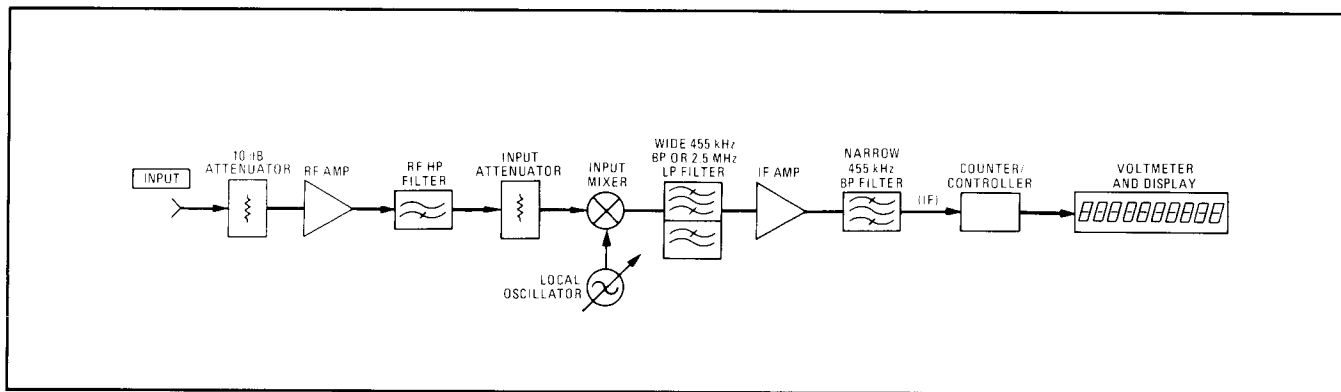 INPUT
10 dB
ATTENUATOR
RF AMP
RF HP
FILTER
INPUT
ATTENUATOR
INPUT
MIXER
LOCAL
OSCILLATOR
WIDE 455 kHz
BP OR 2.5 MHz
LP FILTER
IF AMP
NARROW
455 kHz
BP FILTER
(IF)
COUNTER/
CONTROLLER
VOLTMETER
AND DISPLAY
0000000000